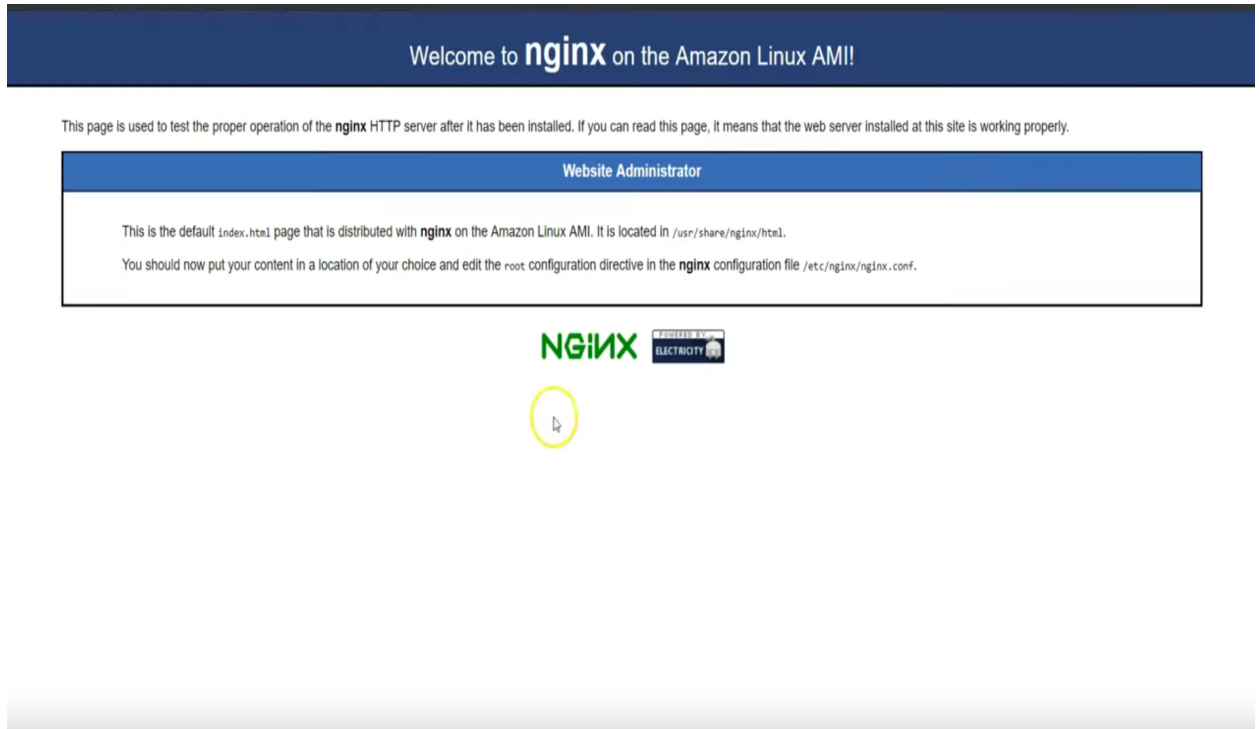 Welcome to nginx on the Amazon Linux AMI!
This page is used to test the proper operation of the nginx HTTP server after it has been installed. If you can read this page, it means that the web server installed at this site is working properly.
Website Administrator
This is the default index.html page that is distributed with nginx on the Amazon Linux AMI. It is located in /usr/share/nginx/html.
You should now put your content in a location of your choice and edit the root configuration directive in the nginx configuration file /etc/nginx/nginx.conf.
NGINX
POWERED BY
ELECTRICITY